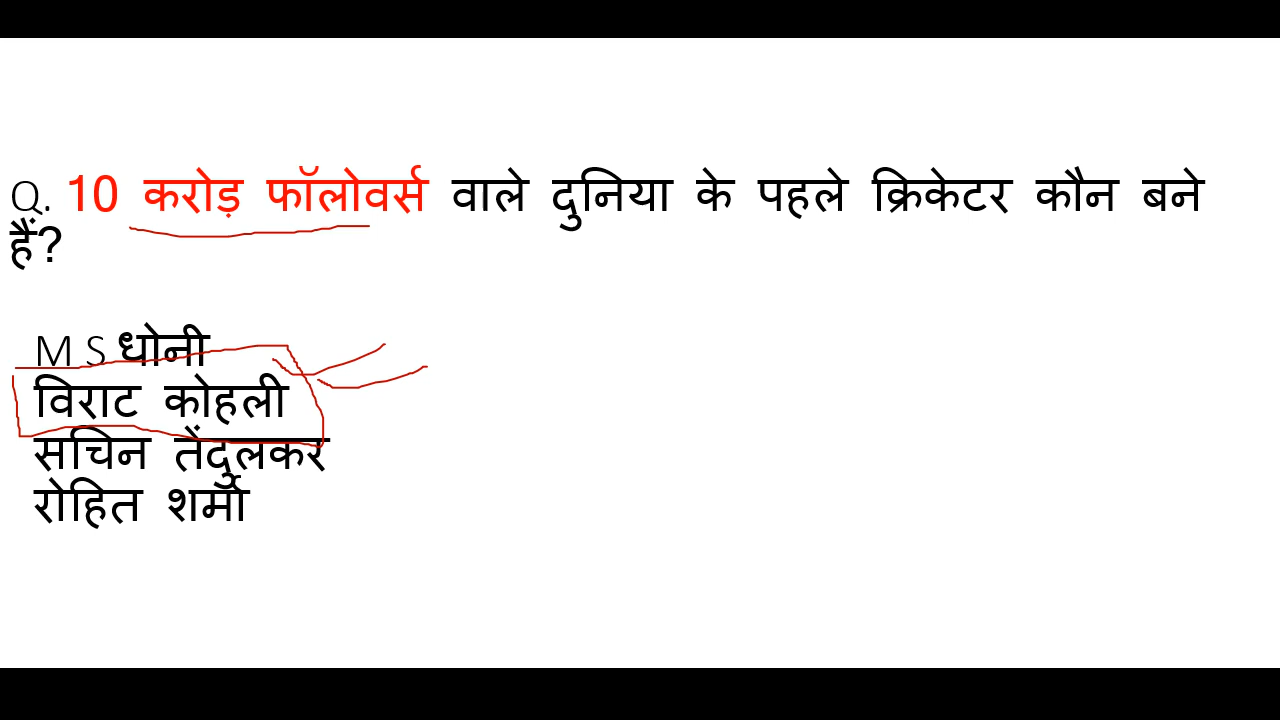 Q. 10 करोड़ फॉलोवर्स वाले दुनिया के पहले क्रिकेटर कौन बने
हैं?
M S धोनी
विराट कोहली
सचिन तेंदुलकर
रोहित शर्मा